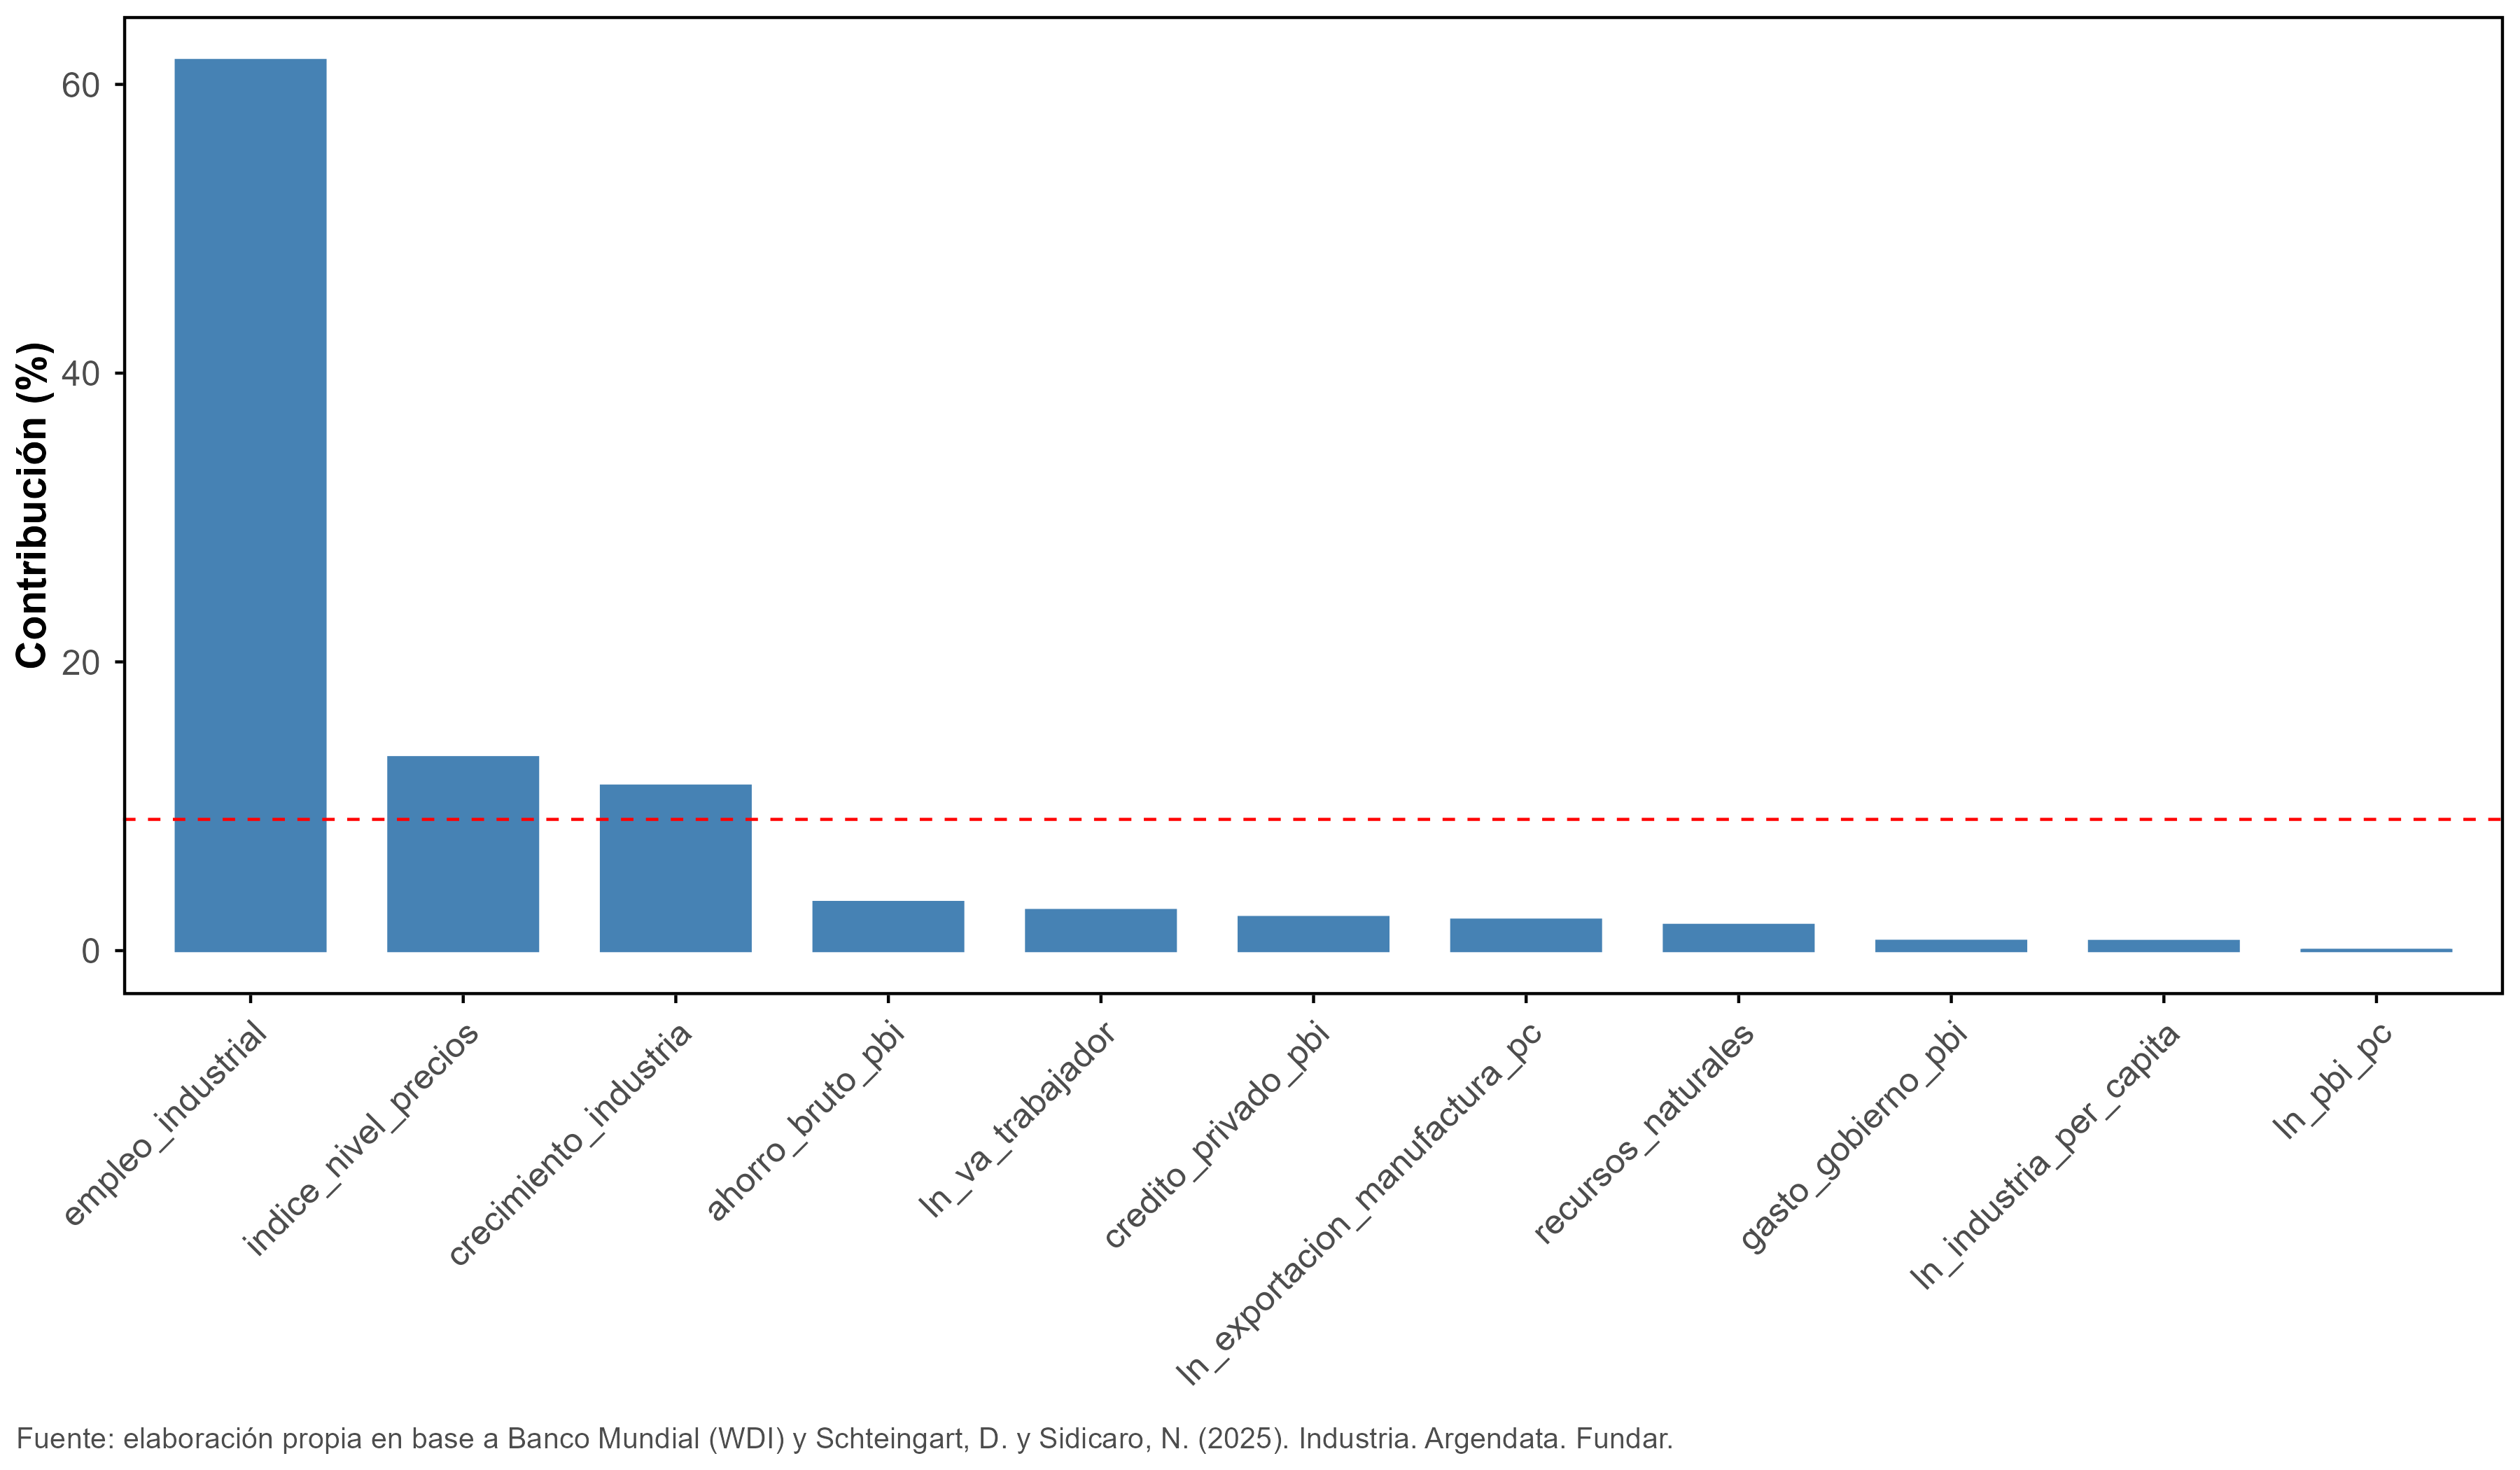 Contribución (%)
60
40
20
0
empleo_industrial
indice_nivel_precios
crecimiento_industria
ahorro_bruto_pbi
ln_va_trabajador
credito_privado_pbi
ln_exportacion_manufactura_pc
recursos_naturales
gasto_gobierno_pbi
ln_industria_per_capita
ln_pbi_pc
Fuente: elaboración propia en base a Banco Mundial (WDI) y Schteingart, D. y Sidicaro, N. (2025). Industria. Argendata. Fundar.